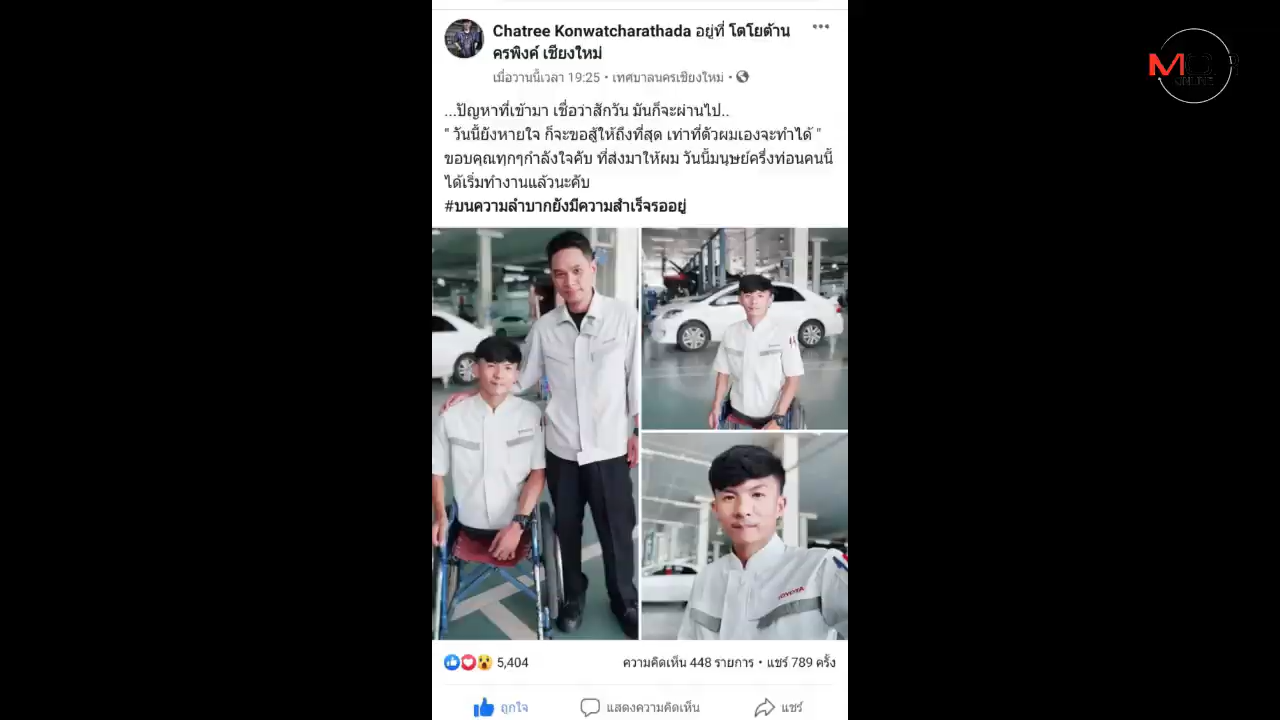 Chatree Konwatcharathada อยู่ที่ โตโยต้าน
ครพิงค์ เชียงใหม่
เมื่อวานนี้เวลา 19:25 • เทศบาลนครเชียงใหม่ •
...ปัญหาที่เข้ามา เชื่อว่าสักวัน มันก็จะผ่านไป..
" วันนี้ยังหายใจ ก็จะขอสู้ให้ถึงที่สุด เท่าที่ตัวผมเองจะทำได้ "
ขอบคุณทุกๆกำลังใจคับ ที่ส่งมาให้ผม วันนี้มนุษย์ครึ่งท่อนคนนี้
ได้เริ่มทำงานแล้วนะคับ
#บนความลำบากยังมีความสำเร็จรออยู่
TOYOTA
5,404
ความคิดเห็น 448 รายการ • แชร์ 789 ครั้ง
ถูกใจ
แสดงความคิดเห็น
แชร์
ONLINE